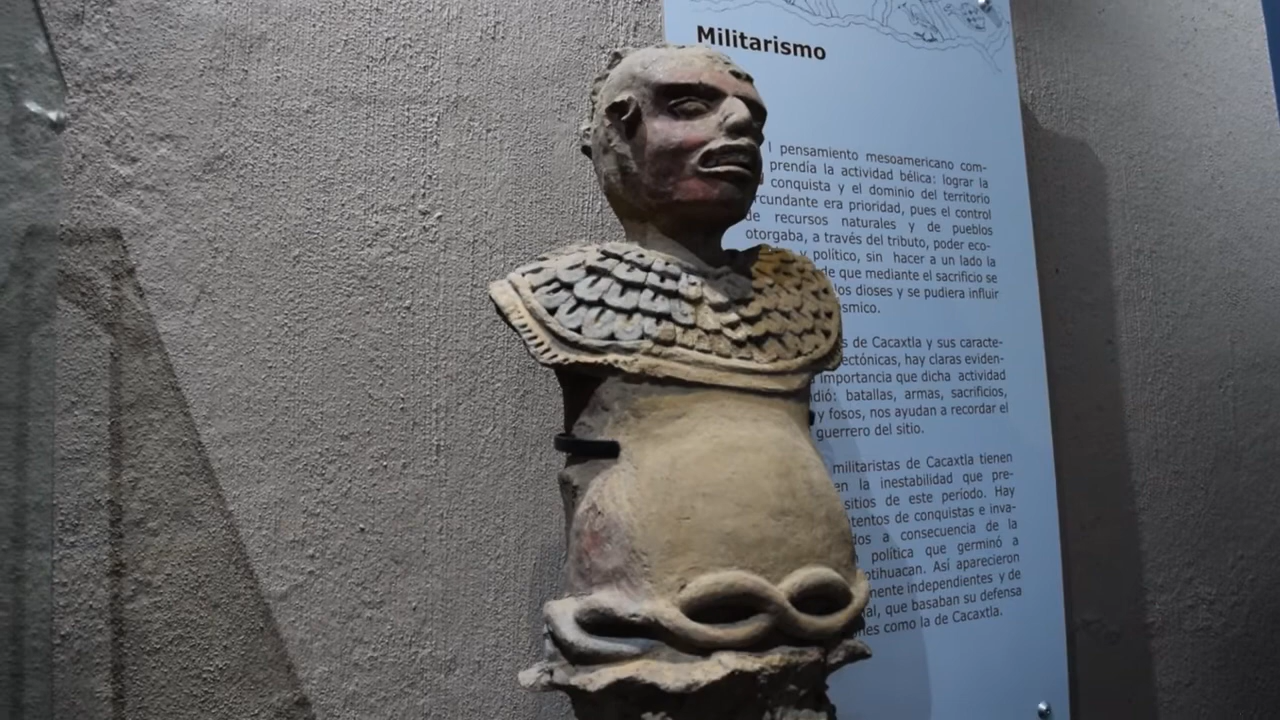 Militarismo
l pensamiento mesoamericano com-
prendía la actividad bélica: lograr la
conquista y el dominio del territorio
rcundante era prioridad, pues el control
de recursos naturales y de pueblos
otorgaba, a través del tributo, poder eco-
y político, sin hacer a un lado la
de que mediante el sacrificio se
los dioses y se pudiera influir
smico.
s de Cacaxtla y sus caracte-
ectónicas, hay claras eviden-
importancia que dicha actividad
dió: batallas, armas, sacrificios,
y fosos, nos ayudan a recordar el
guerrero del sitio.
militaristas de Cacaxtla tienen
en la inestabilidad que pre-
sitios de este período. Hay
tentos de conquistas e inva-
dos a consecuencia de la
política que germinó a
otihuacan. Así aparecieron
nente independientes y de
al, que basaban su defensa
nes como la de Cacaxtla.